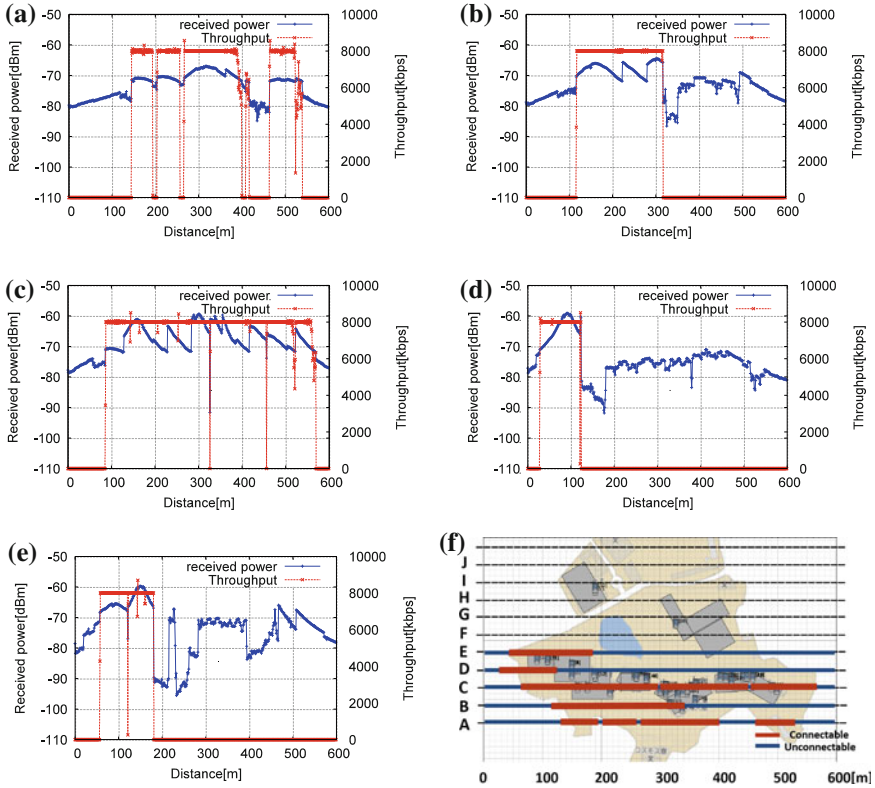 (a)
received power
Throughput
Received power[dBm]
-50
-60
-70
-80
-90
-100
-110
10000
8000
6000
4000
2000
0
Throughput[kbps]
0 100 200 300 400 500 600
Distance[m]
(b)
received power
Throughput
Received power[dBm]
-50
-60
-70
-80
-90
-100
-110
10000
8000
6000
4000
2000
0
Throughput[kbps]
0 100 200 300 400 500 600
Distance[m]
(c)
received power
Throughput
Received power[dBm]
-50
-60
-70
-80
-90
-100
-110
10000
8000
6000
4000
2000
0
Throughput[kbps]
0 100 200 300 400 500 600
Distance[m]
(d)
received power
Throughput
Received power[dBm]
-50
-60
-70
-80
-90
-100
-110
10000
8000
6000
4000
2000
0
Throughput[kbps]
0 100 200 300 400 500 600
Distance[m]
(e)
received power
Throughput
Received power[dBm]
-50
-60
-70
-80
-90
-100
-110
10000
8000
6000
4000
2000
0
Throughput[kbps]
0 100 200 300 400 500 600
Distance[m]
(f)
J
I
H
G
F
E
D
C
B
A
Connectable
Unconnectable
0 100 200 300 400 500 600[m]